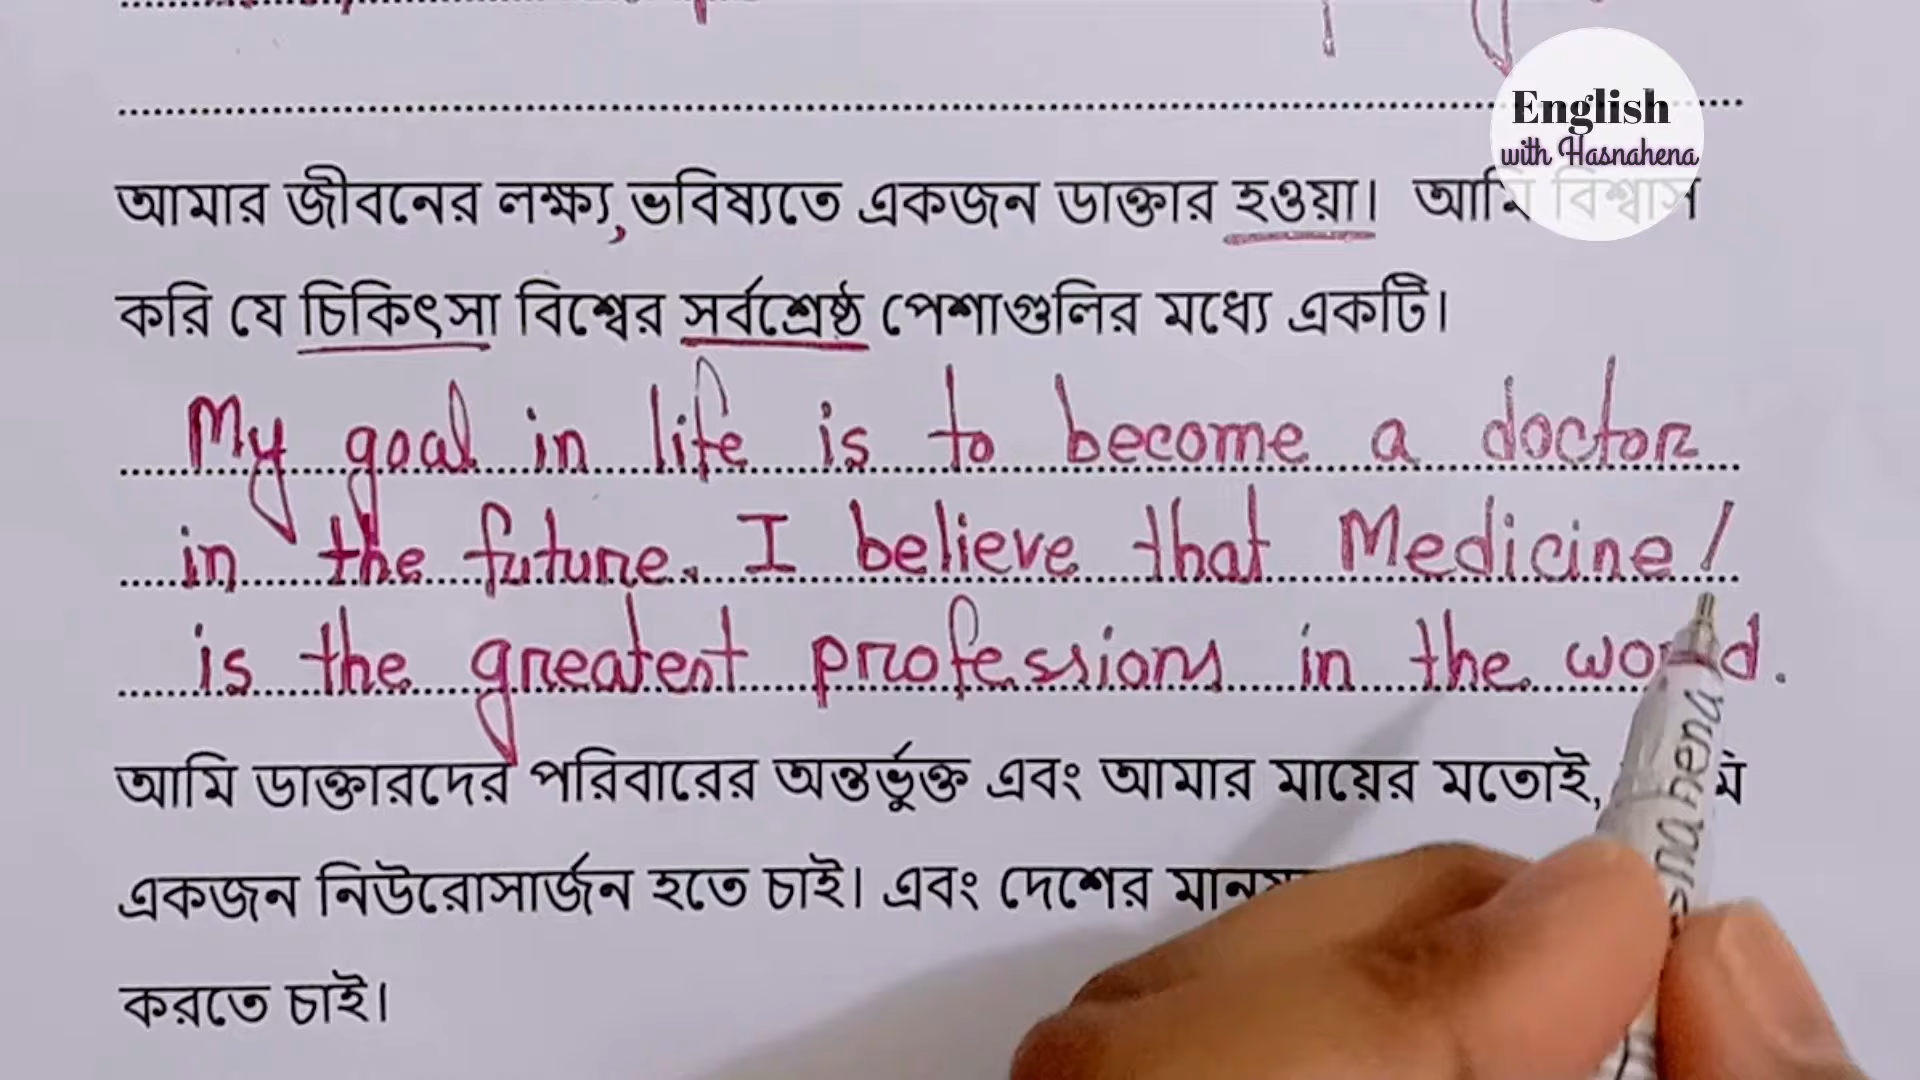 English
with Hasnahena
আমার জীবনের লক্ষ্য, ভবিষ্যতে একজন ডাক্তার হওয়া। আমি বিশ্বাস
করি যে চিকিৎসা বিশ্বের সর্বশ্রেষ্ঠ পেশাগুলির মধ্যে একটি।
My goal in life is to become a doctor
in the future. I believe that Medicine /
is the greatest professions in the world.
আমি ডাক্তারদের পরিবারের অন্তর্ভুক্ত এবং আমার মায়ের মতোই,
একজন নিউরোসার্জন হতে চাই। এবং দেশের
করতে চাই।